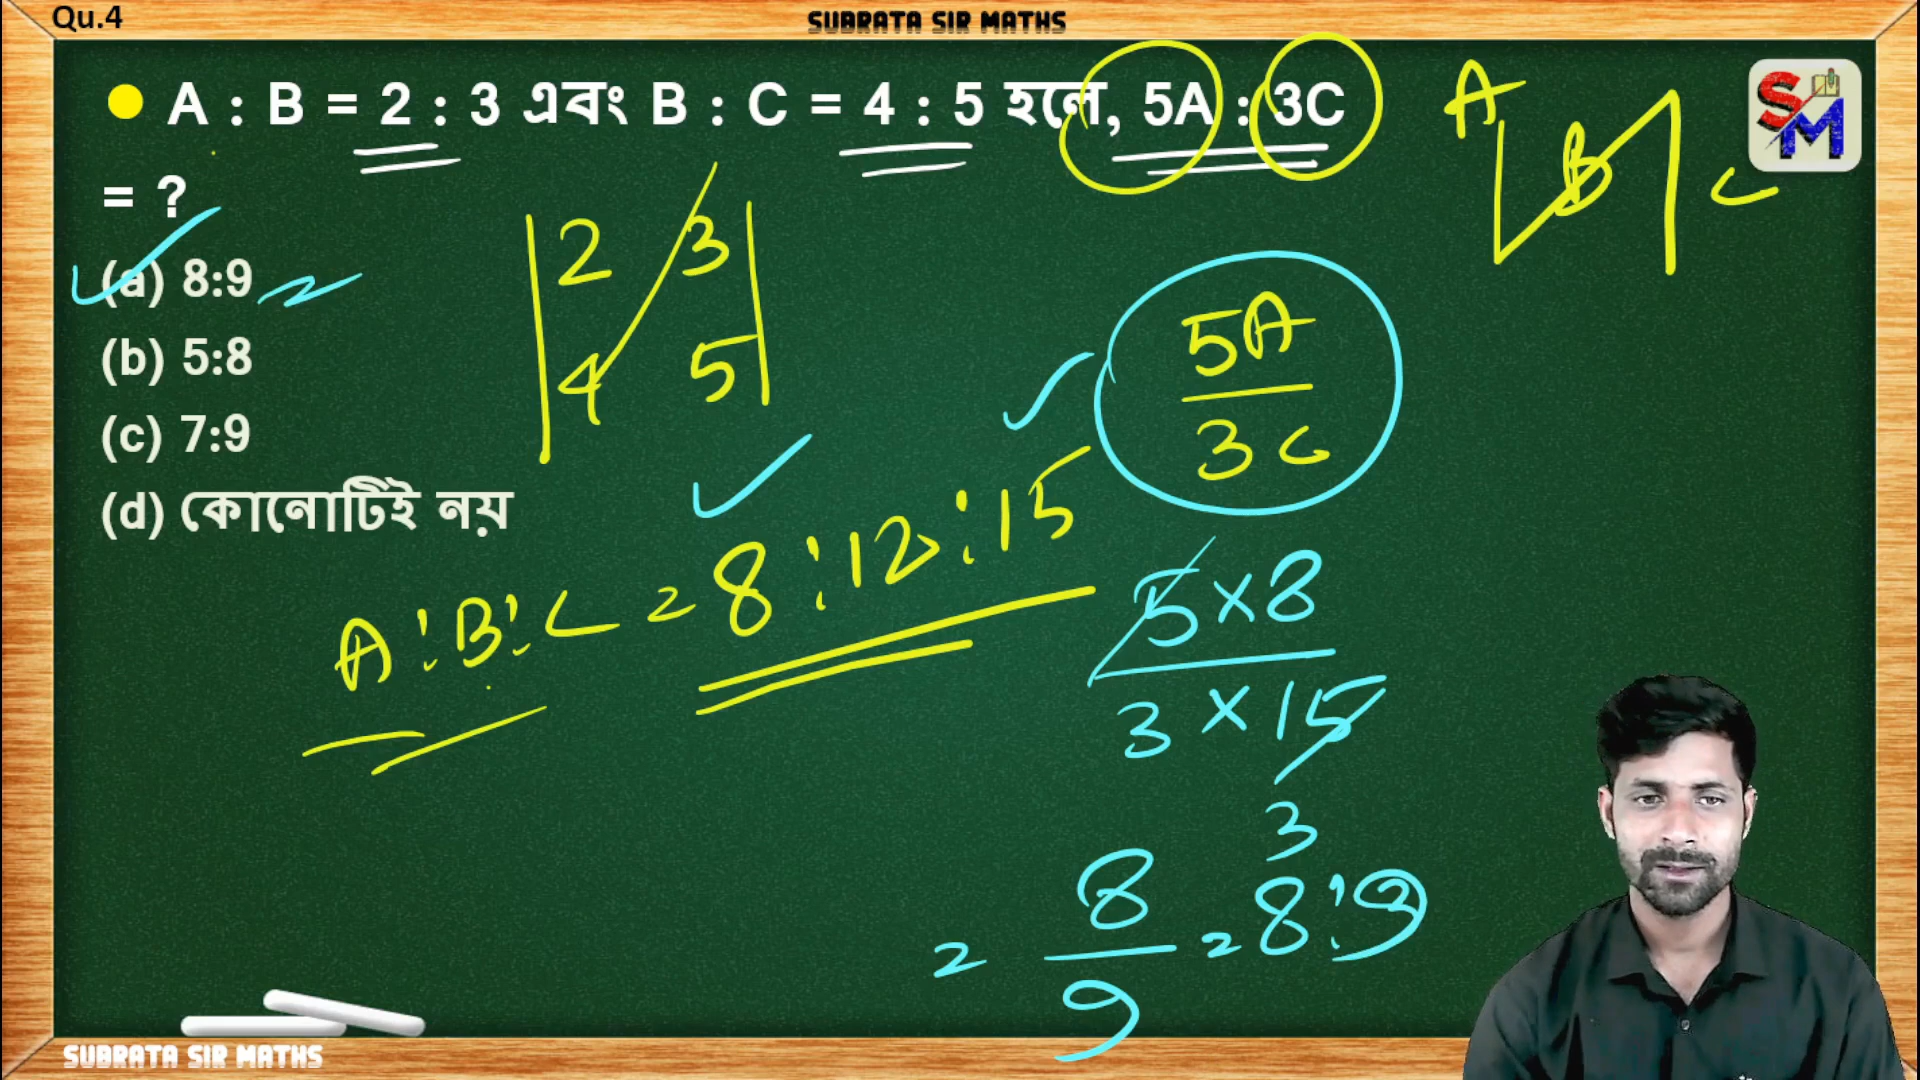 Qu.4
SUBRATA SIR MATHS
A : B = 2 : 3 এবং B : C = 4 : 5 হলে, 5A : 3C
= ?
(a) 8:9
(b) 5:8
(c) 7:9
(d) কোনোটিই নয়
A
B
C
SM
2 3
4 5
A:B:C = 8:12:15
5A
3C
5×8
3×15
3
= 8
9
= 8:9
SUBRATA SIR MATHS